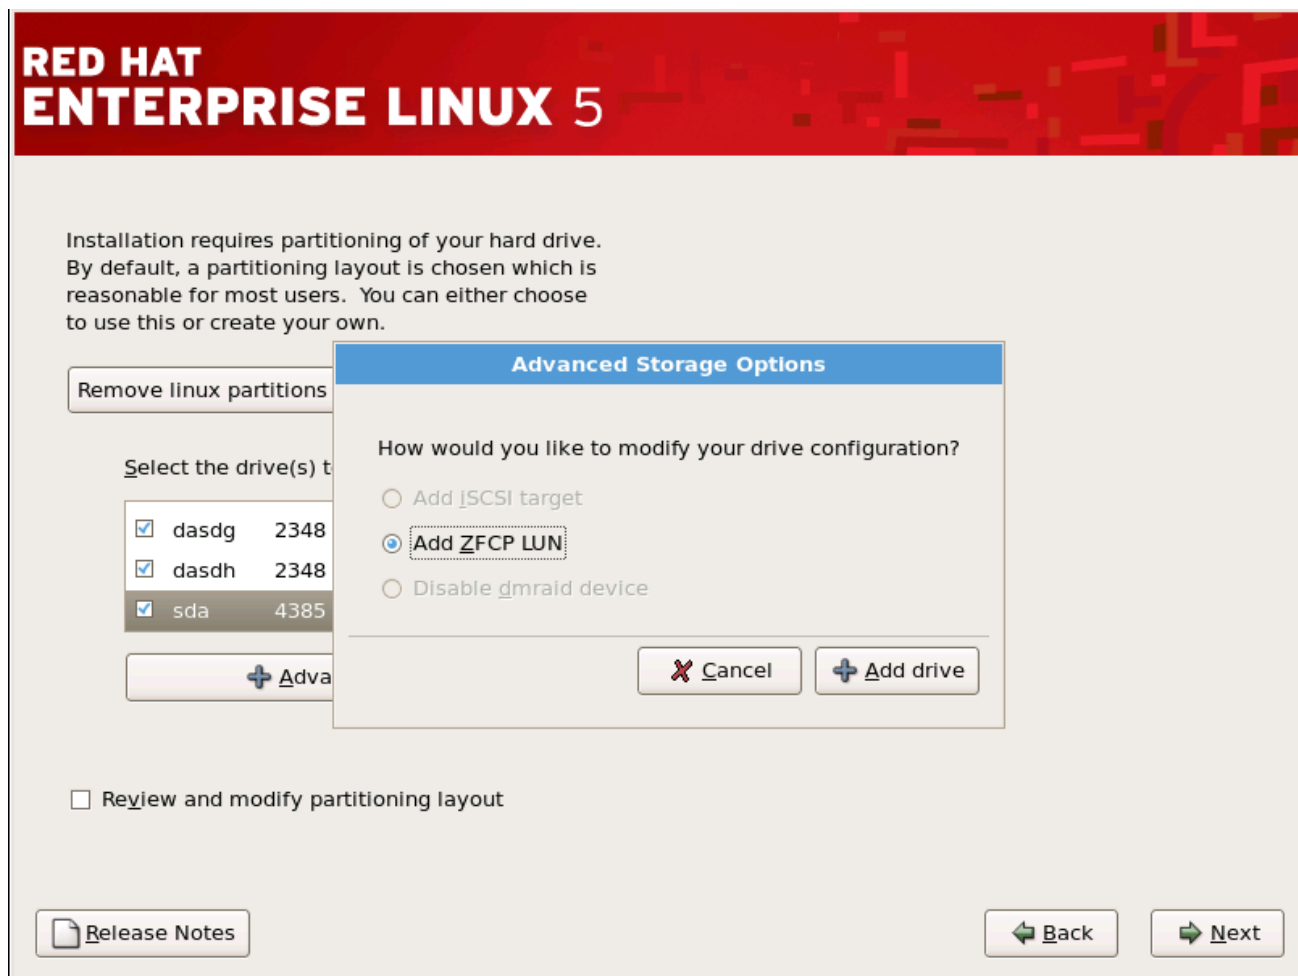 RED HAT
ENTERPRISE LINUX 5
Installation requires partitioning of your hard drive.
By default, a partitioning layout is chosen which is
reasonable for most users.  You can either choose
to use this or create your own.
Remove linux partitions
Select the drive(s) t
dasdg 2348
dasdh 2348
sda 4385
Adva
Advanced Storage Options
How would you like to modify your drive configuration?
Add iSCSI target
Add ZFCP LUN
Disable dmraid device
Cancel
Add drive
Review and modify partitioning layout
Release Notes
Back
Next